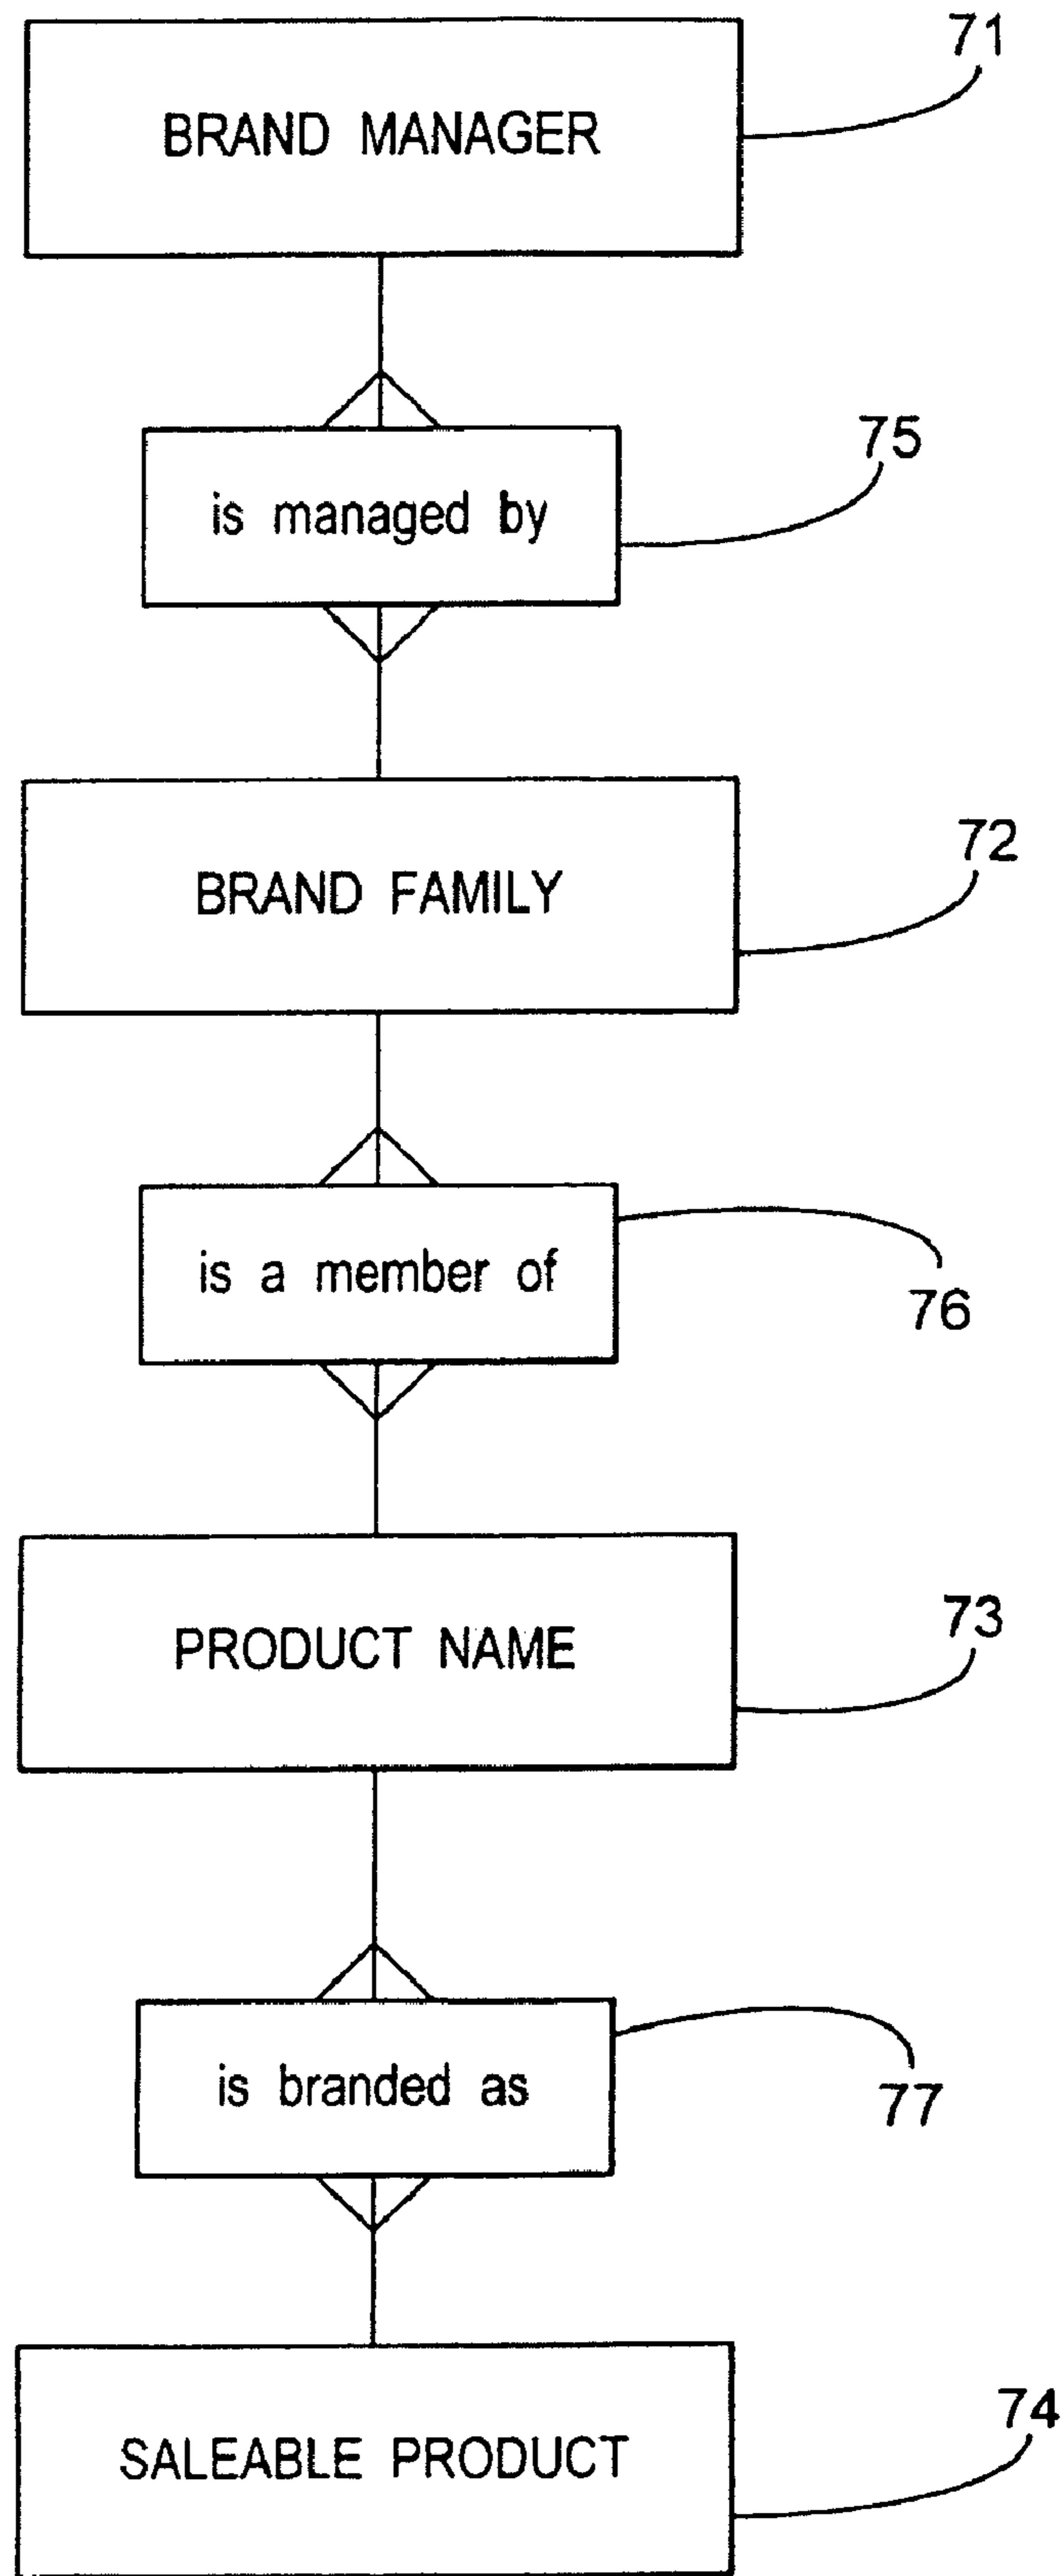 71
BRAND MANAGER
75
is managed by
72
BRAND FAMILY
is a member of
76
73
PRODUCT NAME
is branded as
77
74
SALEABLE PRODUCT